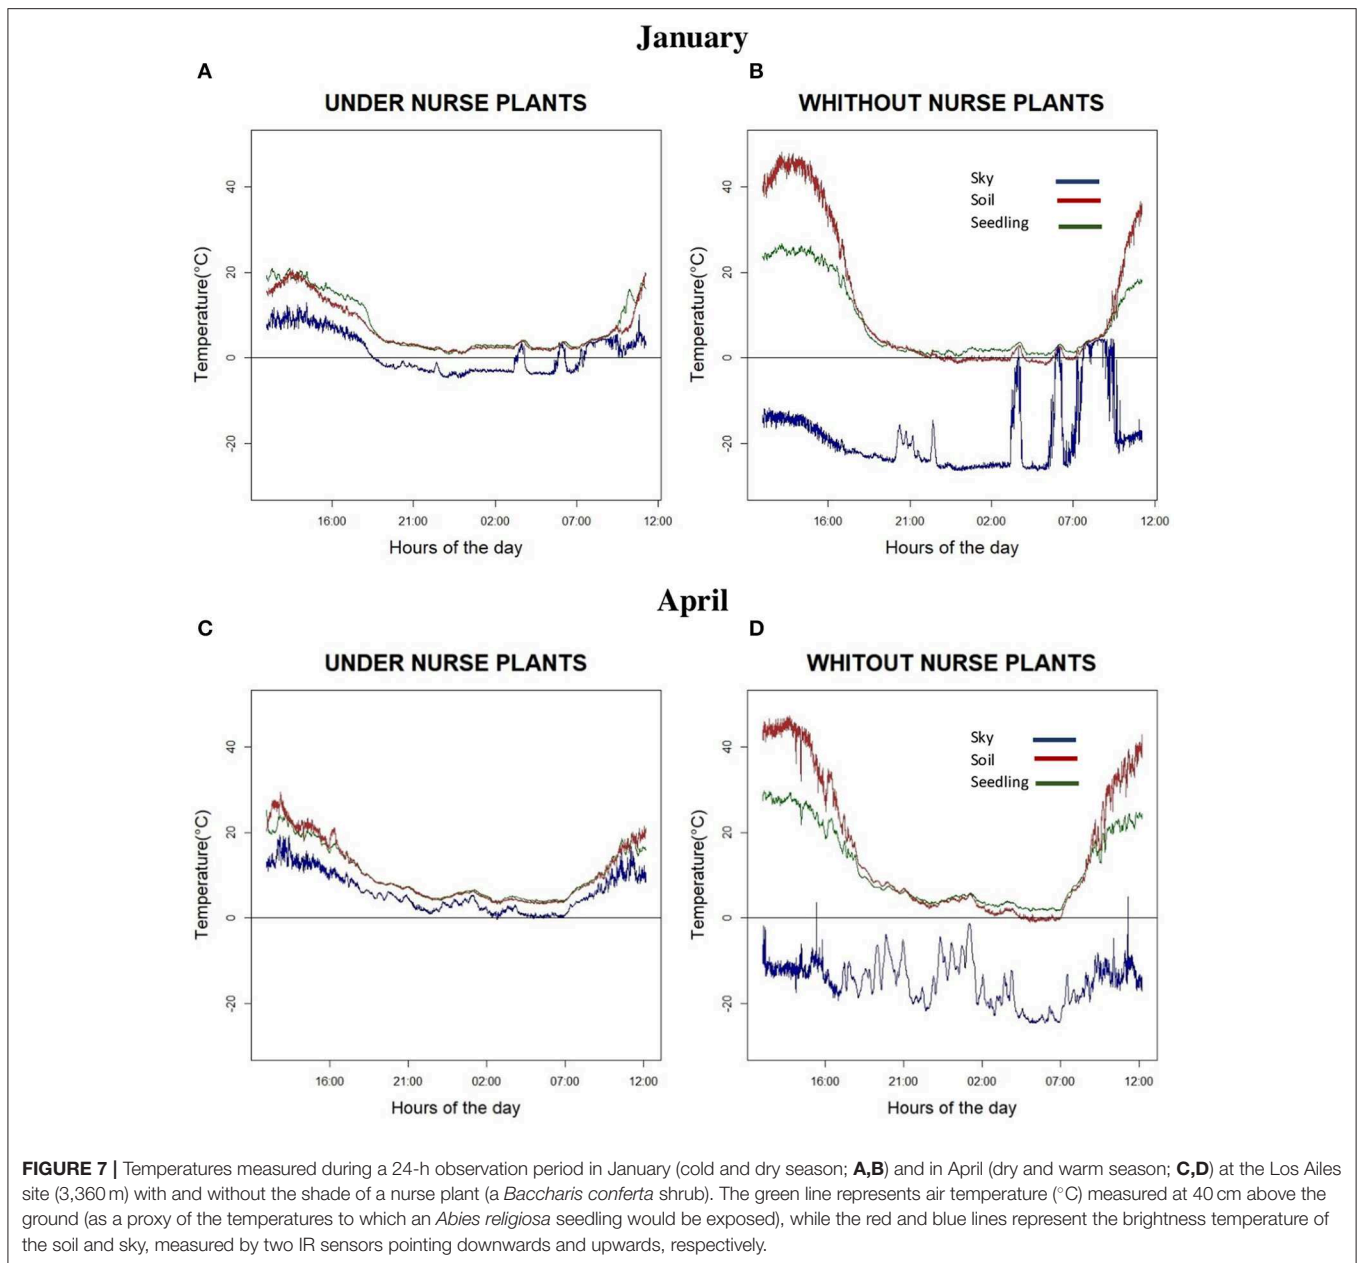 January
A
B
UNDER NURSE PLANTS
WHITHOUT NURSE PLANTS
Temperature(°C)
40
20
0
-20
16:00
21:00
02:00
07:00
12:00
Hours of the day
Temperature(°C)
40
20
0
-20
Sky
Soil
Seedling
16:00
21:00
02:00
07:00
12:00
Hours of the day
April
C
D
UNDER NURSE PLANTS
WHITOUT NURSE PLANTS
Temperature(°C)
40
20
0
-20
16:00
21:00
02:00
07:00
12:00
Hours of the day
Temperature(°C)
40
20
0
-20
Sky
Soil
Seedling
16:00
21:00
02:00
07:00
12:00
Hours of the day
FIGURE 7 | Temperatures measured during a 24-h observation period in January (cold and dry season; A,B) and in April (dry and warm season; C,D) at the Los Ailes
site (3,360 m) with and without the shade of a nurse plant (a Baccharis conferta shrub). The green line represents air temperature (°C) measured at 40 cm above the
ground (as a proxy of the temperatures to which an Abies religiosa seedling would be exposed), while the red and blue lines represent the brightness temperature of
the soil and sky, measured by two IR sensors pointing downwards and upwards, respectively.